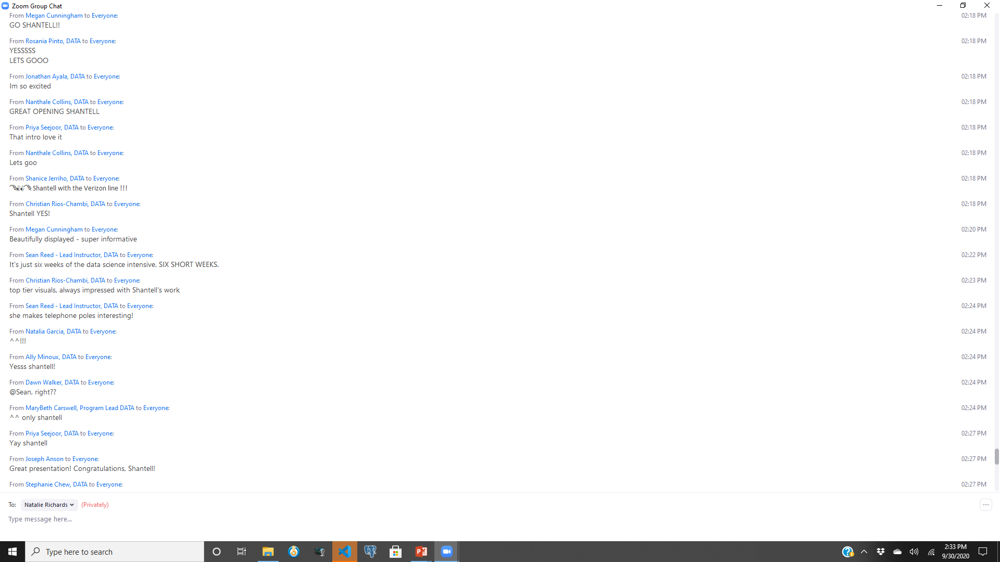 Zoom Group Chat
From Megan Cunningham to Everyone: 02:18 PM
GO SHANTELL!!
From Rosania Pinto, DATA to Everyone: 02:18 PM
YESSSSS
LETS GOOO
From Jonathan Ayala, DATA to Everyone: 02:18 PM
Im so excited
From Nanthale Collins, DATA to Everyone: 02:18 PM
GREAT OPENING SHANTELL
From Priya Seejoor, DATA to Everyone: 02:18 PM
That intro love it
From Nanthale Collins, DATA to Everyone: 02:18 PM
Lets goo
From Shanice Jerriho, DATA to Everyone: 02:18 PM
Shantell with the Verizon line !!!
From Christian Rios-Chambi, DATA to Everyone: 02:18 PM
Shantell YES!
From Megan Cunningham to Everyone: 02:20 PM
Beautifully displayed - super informative
From Sean Reed - Lead Instructor, DATA to Everyone: 02:22 PM
It's just six weeks of the data science intensive. SIX SHORT WEEKS.
From Christian Rios-Chambi, DATA to Everyone: 02:23 PM
top tier visuals, always impressed with Shantell's work
From Sean Reed - Lead Instructor, DATA to Everyone: 02:24 PM
she makes telephone poles interesting!
From Natalia Garcia, DATA to Everyone: 02:24 PM
^^!!!
From Ally Minoux, DATA to Everyone: 02:24 PM
Yesss shantell!
From Dawn Walker, DATA to Everyone: 02:24 PM
@Sean, right??
From MaryBeth Carswell, Program Lead DATA to Everyone: 02:24 PM
^^ only shantell
From Priya Seejoor, DATA to Everyone: 02:27 PM
Yay shantell
From Joseph Anson to Everyone: 02:27 PM
Great presentation! Congratulations, Shantell!
From Stephanie Chew, DATA to Everyone: 02:27 PM
To: Natalie Richards (Privately)
Type message here...
Type here to search
2:33 PM
9/30/2020